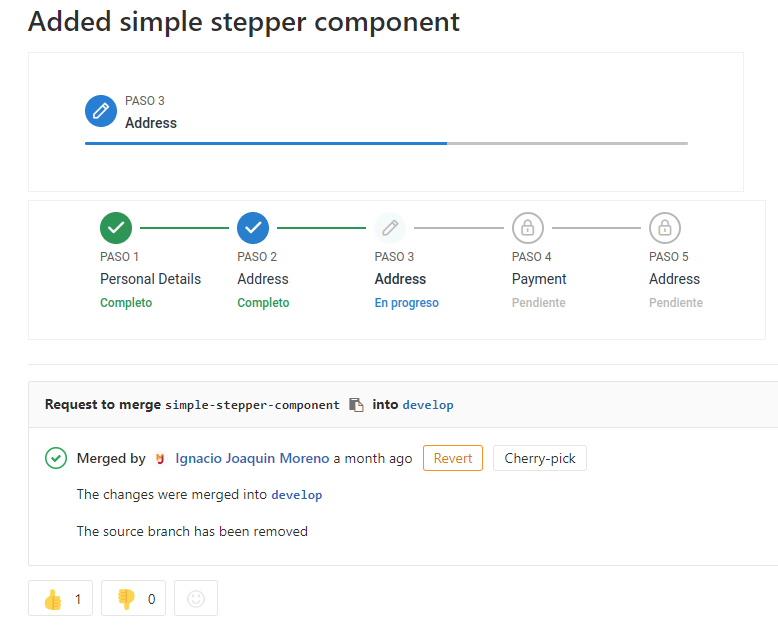 Added simple stepper component
PASO 3
Address
PASO 1 PASO 2 PASO 3 PASO 4 PASO 5
Personal Details Address Address Payment Address
Completo Completo En progreso Pendiente Pendiente
Request to merge simple-stepper-component into develop
Merged by Ignacio Joaquin Moreno a month ago Revert Cherry-pick
The changes were merged into develop
The source branch has been removed
1 0